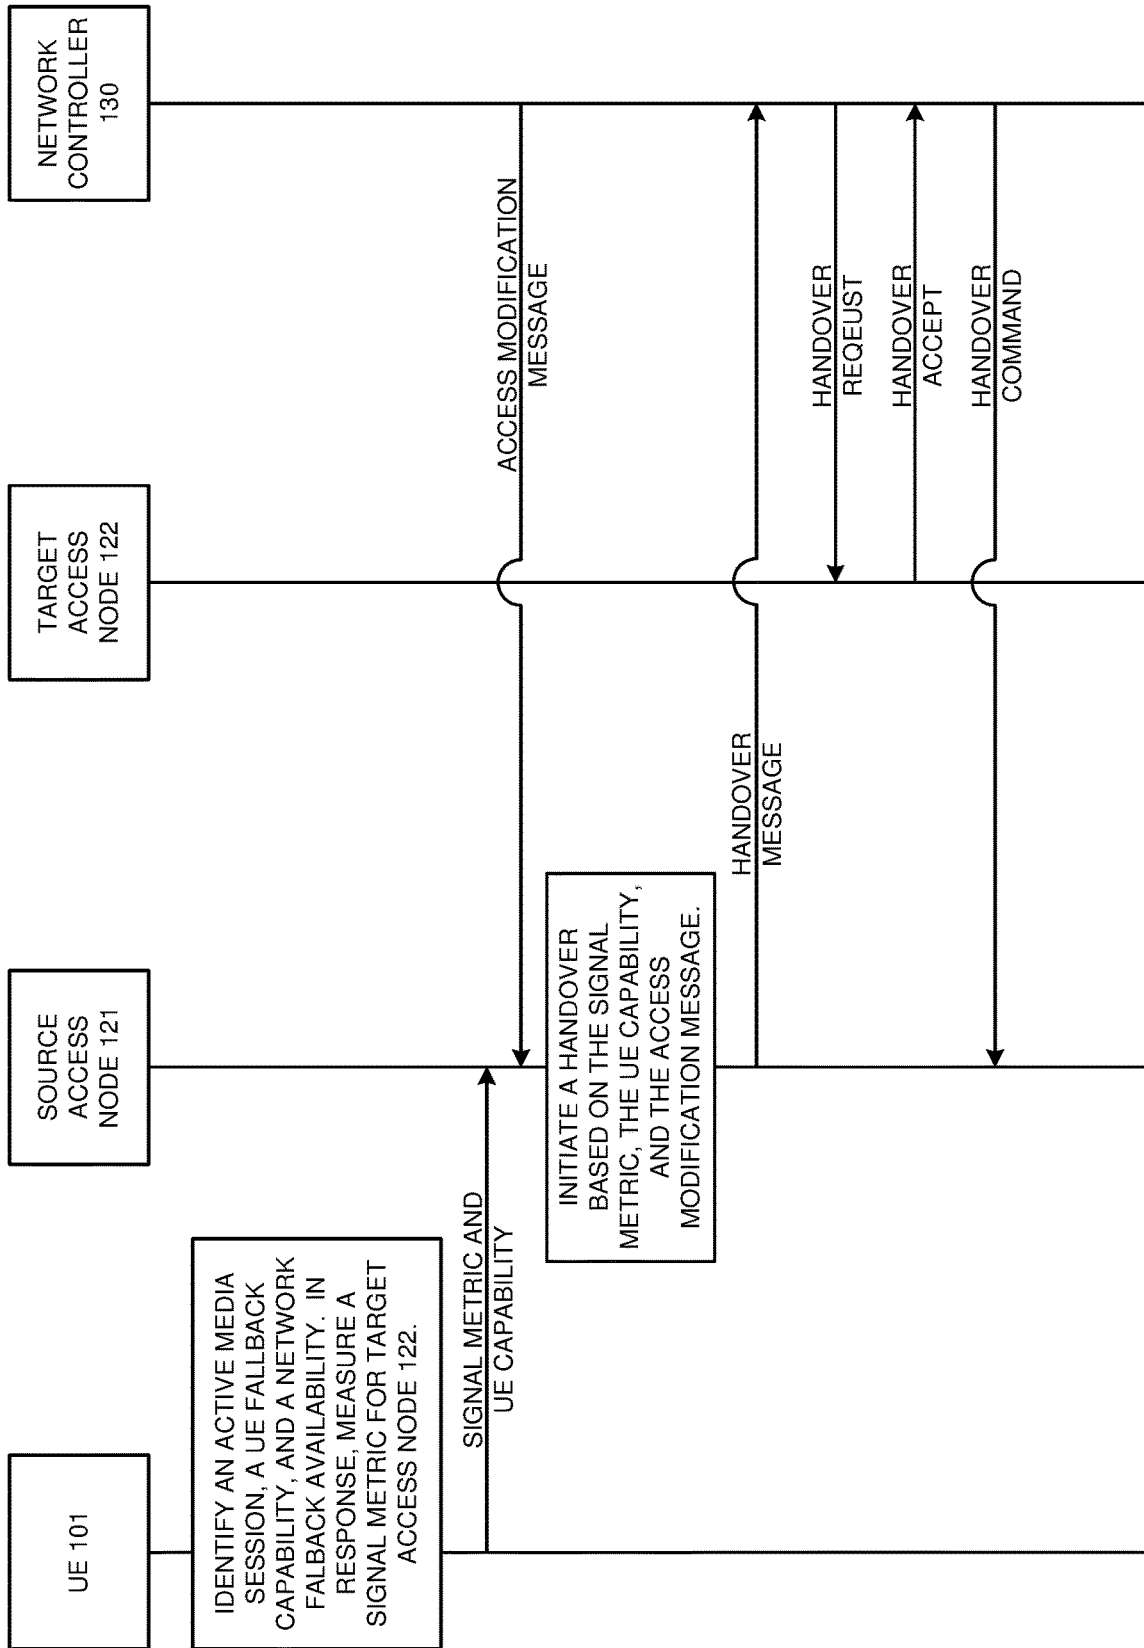 UE 101
SOURCE
ACCESS
NODE 121
TARGET
ACCESS
NODE 122
NETWORK
CONTROLLER
130
IDENTIFY AN ACTIVE MEDIA
SESSION, A UE FALLBACK
CAPABILITY, AND A NETWORK
FALBACK AVAILABILITY. IN
RESPONSE, MEASURE A
SIGNAL METRIC FOR TARGET
ACCESS NODE 122.
SIGNAL METRIC AND
UE CAPABILITY
ACCESS MODIFICATION
MESSAGE
INITIATE A HANDOVER
BASED ON THE SIGNAL
METRIC, THE UE CAPABILITY,
AND THE ACCESS
MODIFICATION MESSAGE.
HANDOVER
MESSAGE
HANDOVER
REQEUST
HANDOVER
ACCEPT
HANDOVER
COMMAND